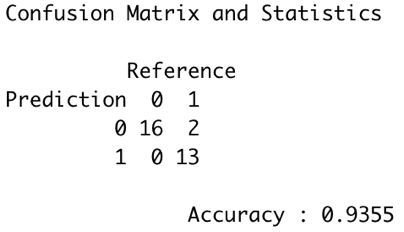 Confusion Matrix and Statistics
Reference
Prediction 0 1
0 16 2
1 0 13
Accuracy : 0.9355